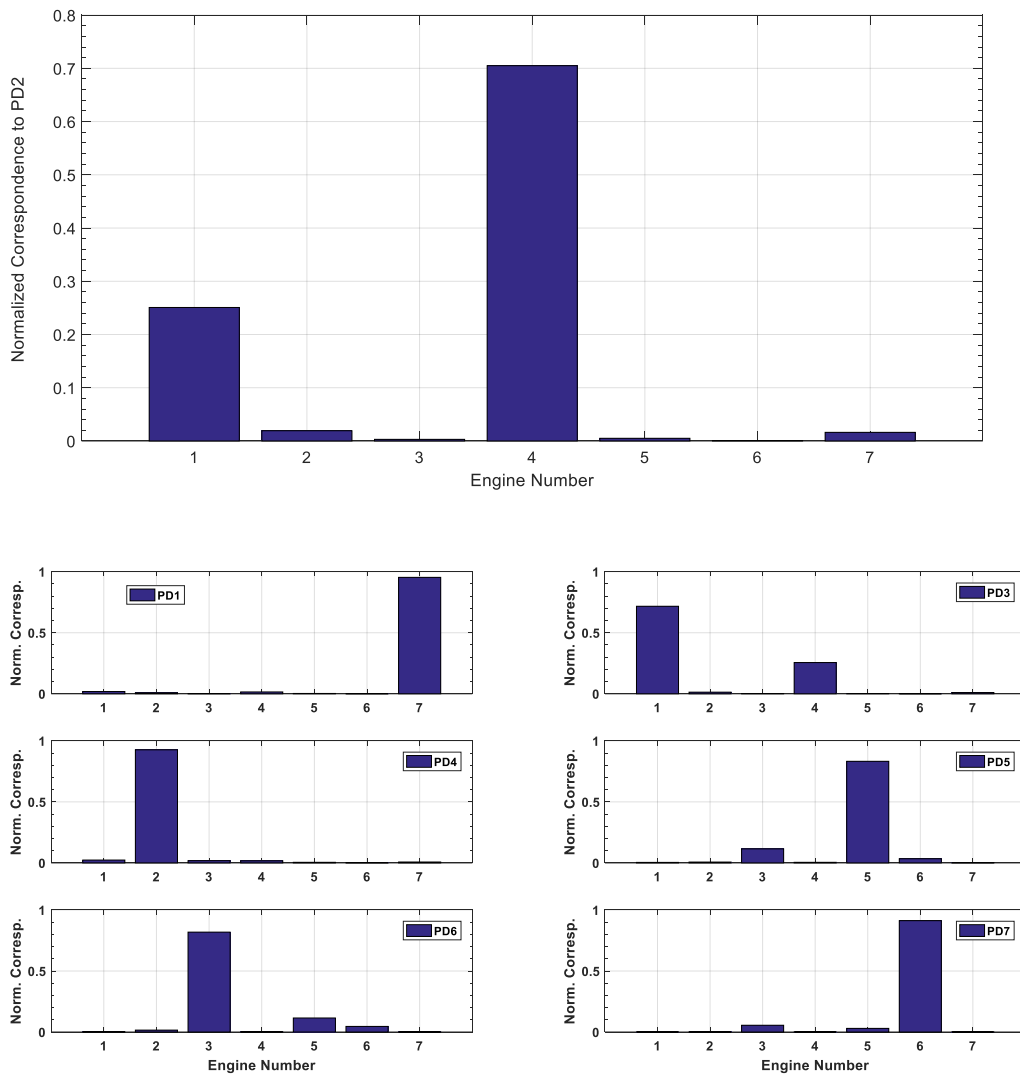 Normalized Correspondence to PD2
0.8
0.7
0.6
0.5
0.4
0.3
0.2
0.1
0
1 2 3 4 5 6 7
Engine Number
Norm. Corresp.
1
0.5
0
PD1
1 2 3 4 5 6 7
Norm. Corresp.
1
0.5
0
PD3
1 2 3 4 5 6 7
Norm. Corresp.
1
0.5
0
PD4
1 2 3 4 5 6 7
Norm. Corresp.
1
0.5
0
PD5
1 2 3 4 5 6 7
Norm. Corresp.
1
0.5
0
PD6
1 2 3 4 5 6 7
Engine Number
Norm. Corresp.
1
0.5
0
PD7
1 2 3 4 5 6 7
Engine Number